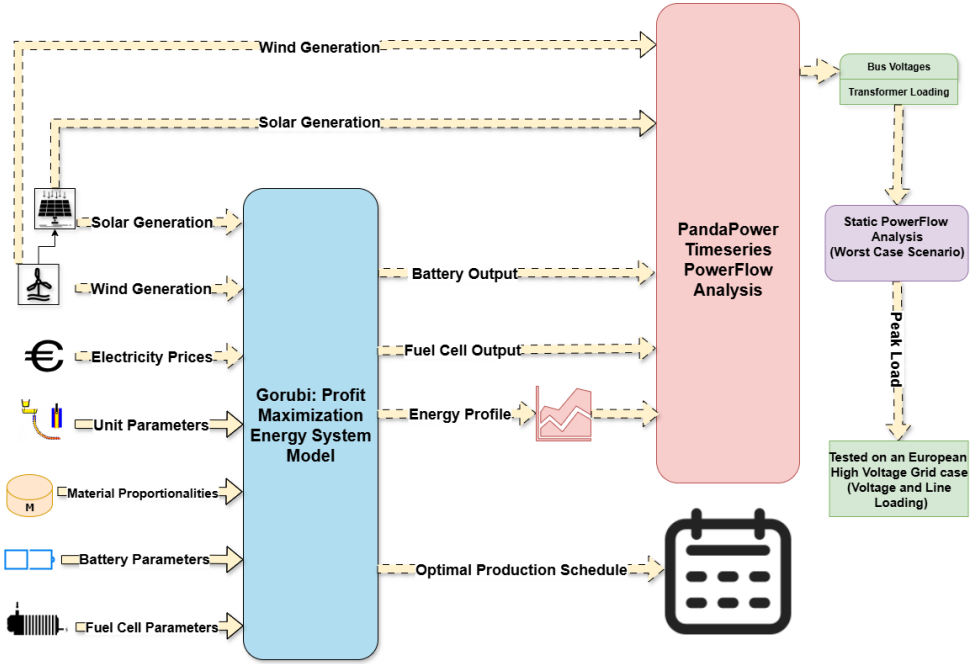 Wind Generation
Solar Generation
Solar Generation
Wind Generation
Electricity Prices
Unit Parameters
Material Proportionalities
M
Battery Parameters
Fuel Cell Parameters
Gorubi: Profit
Maximization
Energy System
Model
Battery Output
Fuel Cell Output
Energy Profile
Optimal Production Schedule
PandaPower
Timeseries
PowerFlow
Analysis
Bus Voltages
Transformer Loading
Static PowerFlow
Analysis
(Worst Case Scenario)
Peak Load
Tested on an European
High Voltage Grid case
(Voltage and Line
Loading)